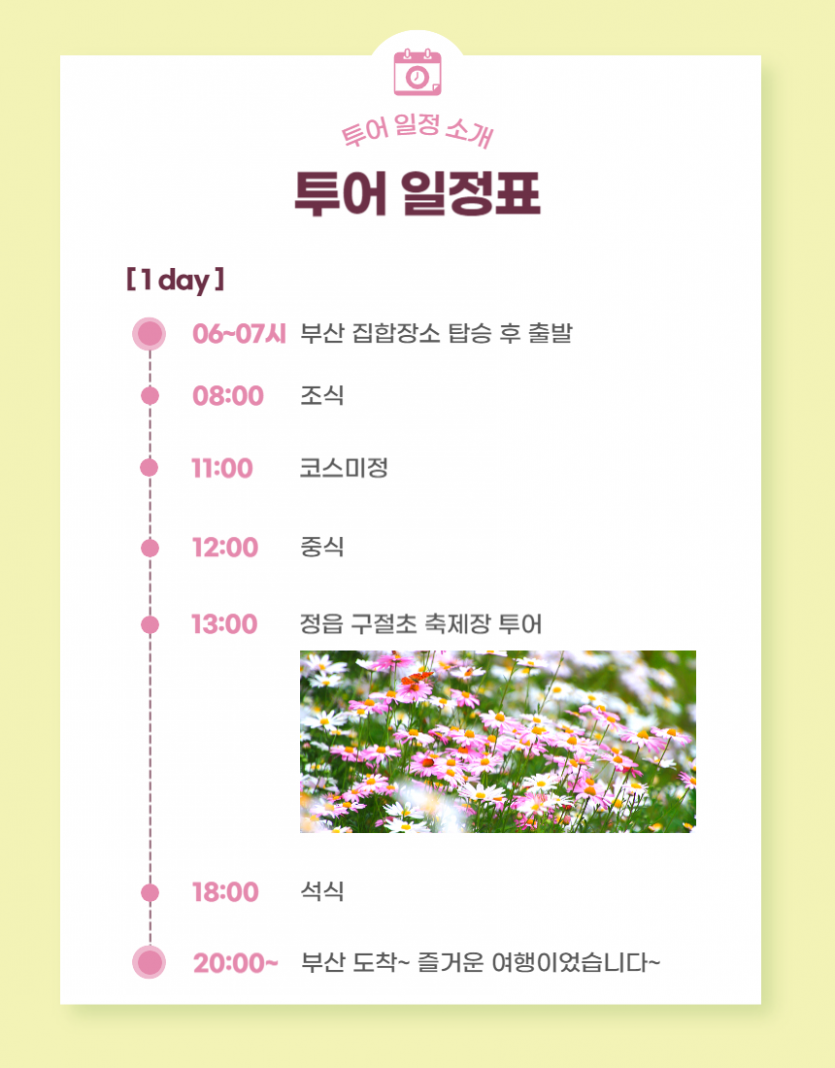 투어 일정 소개
투어 일정표
[ 1 day ]
06~07시 부산 집합장소 탑승 후 출발
08:00 조식
11:00 코스미정
12:00 중식
13:00 정읍 구절초 축제장 투어
18:00 석식
20:00~ 부산 도착~ 즐거운 여행이었습니다~